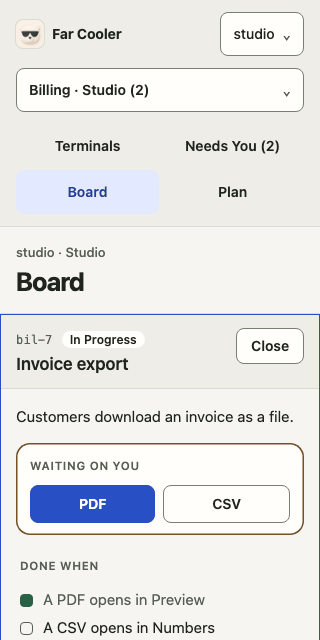 Far Cooler
studio
Billing · Studio (2)
Terminals
Needs You (2)
Board
Plan
studio · Studio
Board
bil-7
In Progress
Close
Invoice export
Customers download an invoice as a file.
WAITING ON YOU
PDF
CSV
DONE WHEN
A PDF opens in Preview
A CSV opens in Numbers